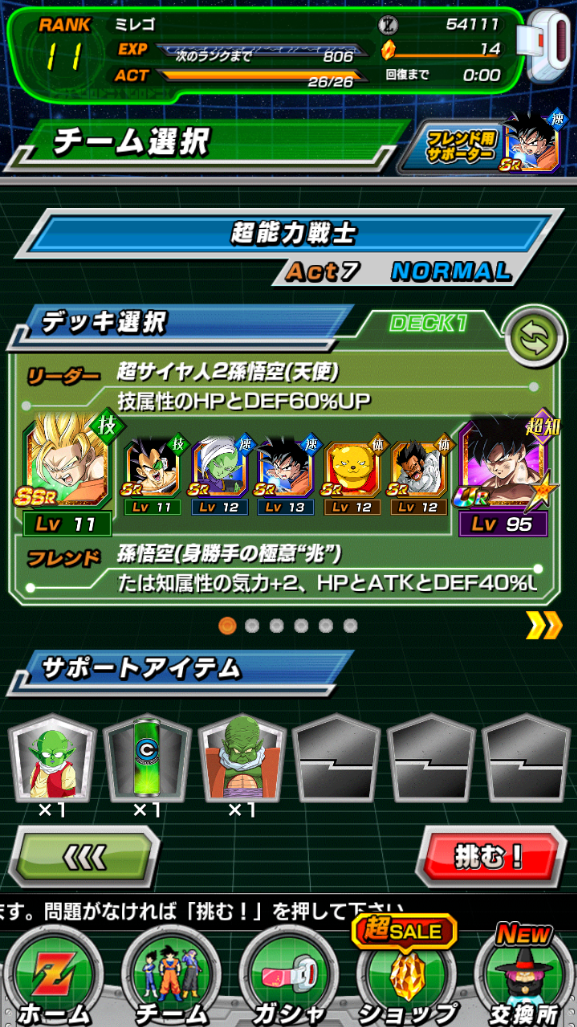 RANK 11
ミレゴ
54111
EXP 次のランクまで 806
14
ACT 26/26
回復まで 0:00
チーム選択
フレンド用
サポーター
速
SR
超能力戦士
Act7 NORMAL
デッキ選択
DECK1
リーダー 超サイヤ人2孫悟空(天使)
技属性のHPとDEF60%UP
技 技 速 速 体 体 超知
SSR SR SR SR SR SR UR
Lv 11 Lv 11 Lv 12 Lv 13 Lv 12 Lv 12 Lv 95
フレンド 孫悟空(身勝手の極意“兆”)
たは知属性の気力+2、HPとATKとDEF40%U
サポートアイテム
×1 ×1 ×1
挑む!
ます。問題がなければ「挑む!」を押して下さい
超SALE
NEW
ホーム チーム ガシャ ショップ 交換所